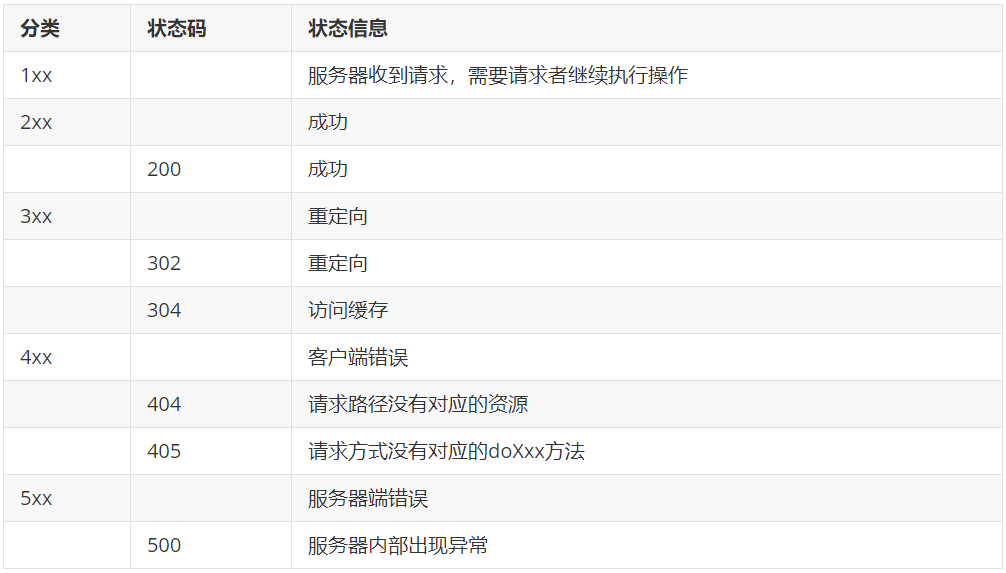 分类 状态码 状态信息
1xx 服务器收到请求，需要请求者继续执行操作
2xx 成功
200 成功
3xx 重定向
302 重定向
304 访问缓存
4xx 客户端错误
404 请求路径没有对应的资源
405 请求方式没有对应的doXxx方法
5xx 服务器端错误
500 服务器内部出现异常